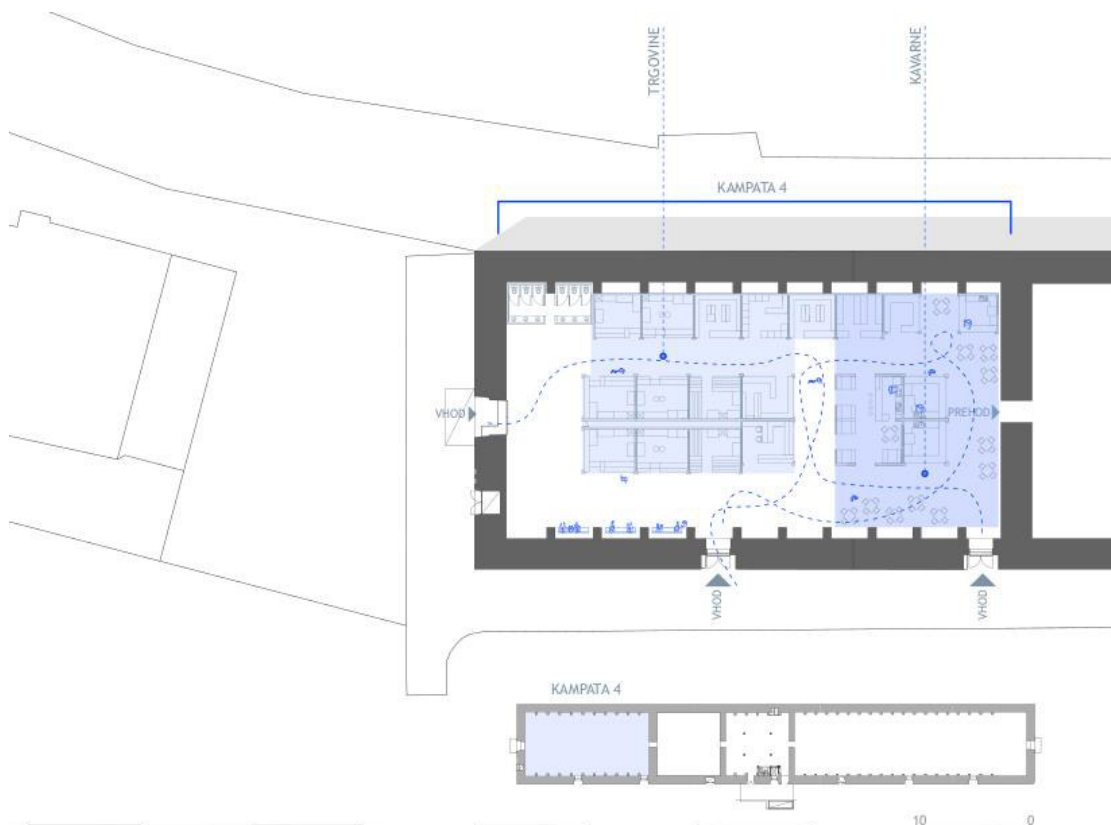 TRGOVINE
KAVARNE
KAMPATA 4
VHOD
PREHOD
VHOD
VHOD
KAMPATA 4
10
0